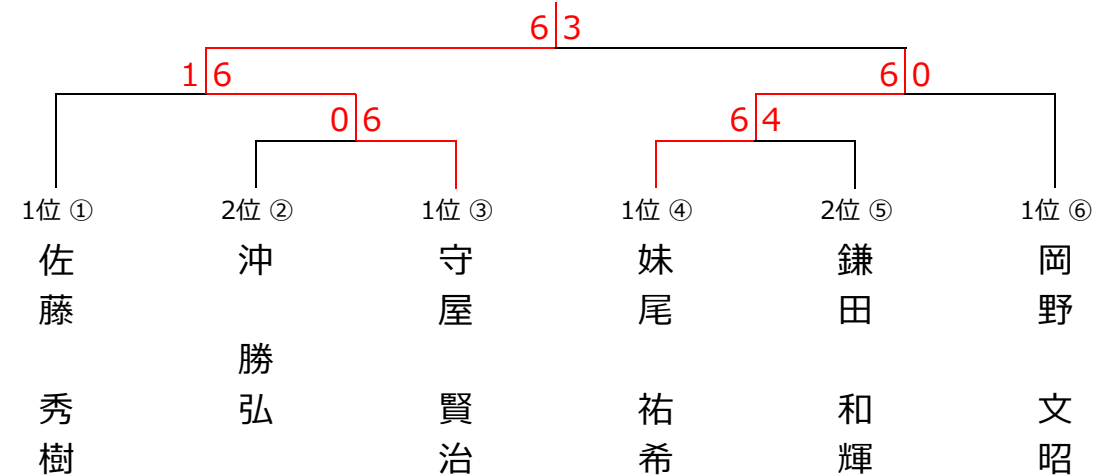 6 3
1 6
6 0
0 6
6 4
1位 ①
2位 ②
1位 ③
1位 ④
2位 ⑤
1位 ⑥
佐藤 秀樹
沖 勝弘
守屋 賢治
妹尾 祐希
鎌田 和輝
岡野 文昭